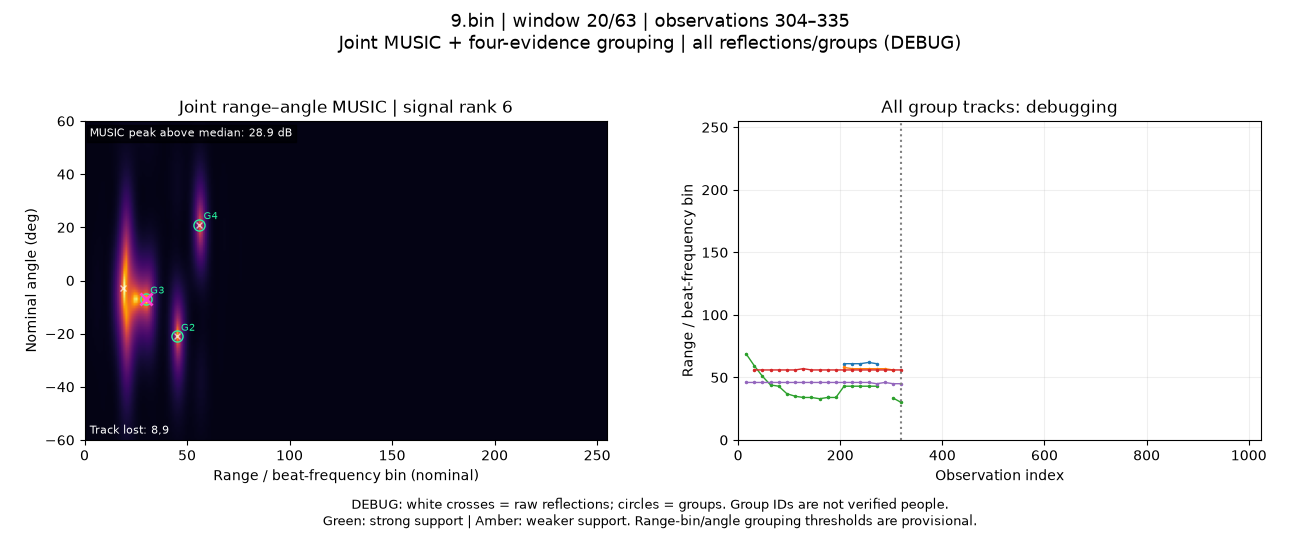 9.bin | window 20/63 | observations 304–335
Joint MUSIC + four-evidence grouping | all reflections/groups (DEBUG)
Joint range–angle MUSIC | signal rank 6
MUSIC peak above median: 28.9 dB
60
40
20
0
−20
−40
−60
Nominal angle (deg)
G4
G3
G2
Track lost: 8,9
0
50
100
150
200
250
Range / beat-frequency bin (nominal)
All group tracks: debugging
250
200
150
100
50
0
Range / beat-frequency bin
0
200
400
600
800
1000
Observation index
DEBUG: white crosses = raw reflections; circles = groups. Group IDs are not verified people.
Green: strong support | Amber: weaker support. Range-bin/angle grouping thresholds are provisional.